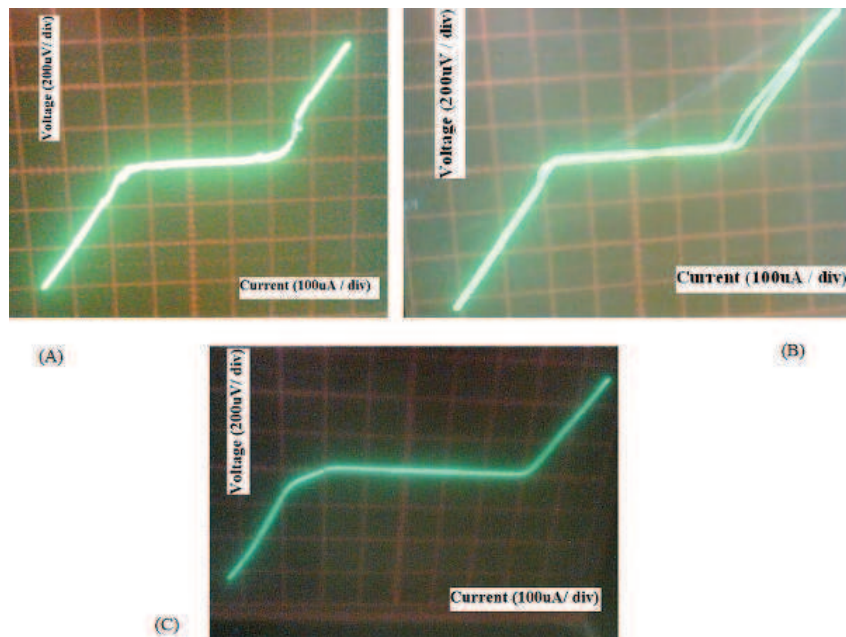 Voltage (200uV/ div)
Current (100uA / div)
(A)
Voltage (200uV/ div)
Current (100uA / div)
(B)
Voltage (200uV/ div)
Current (100uA/ div)
(C)